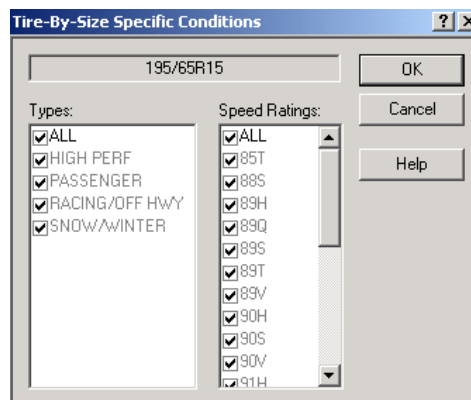 Tire-By-Size Specific Conditions
195/65R15
OK
Cancel
Help
Types:
ALL
HIGH PERF
PASSENGER
RACING/OFF HWY
SNOW/WINTER
Speed Ratings:
ALL
85T
88S
89H
89Q
89S
89T
89V
90H
90S
90V
91H